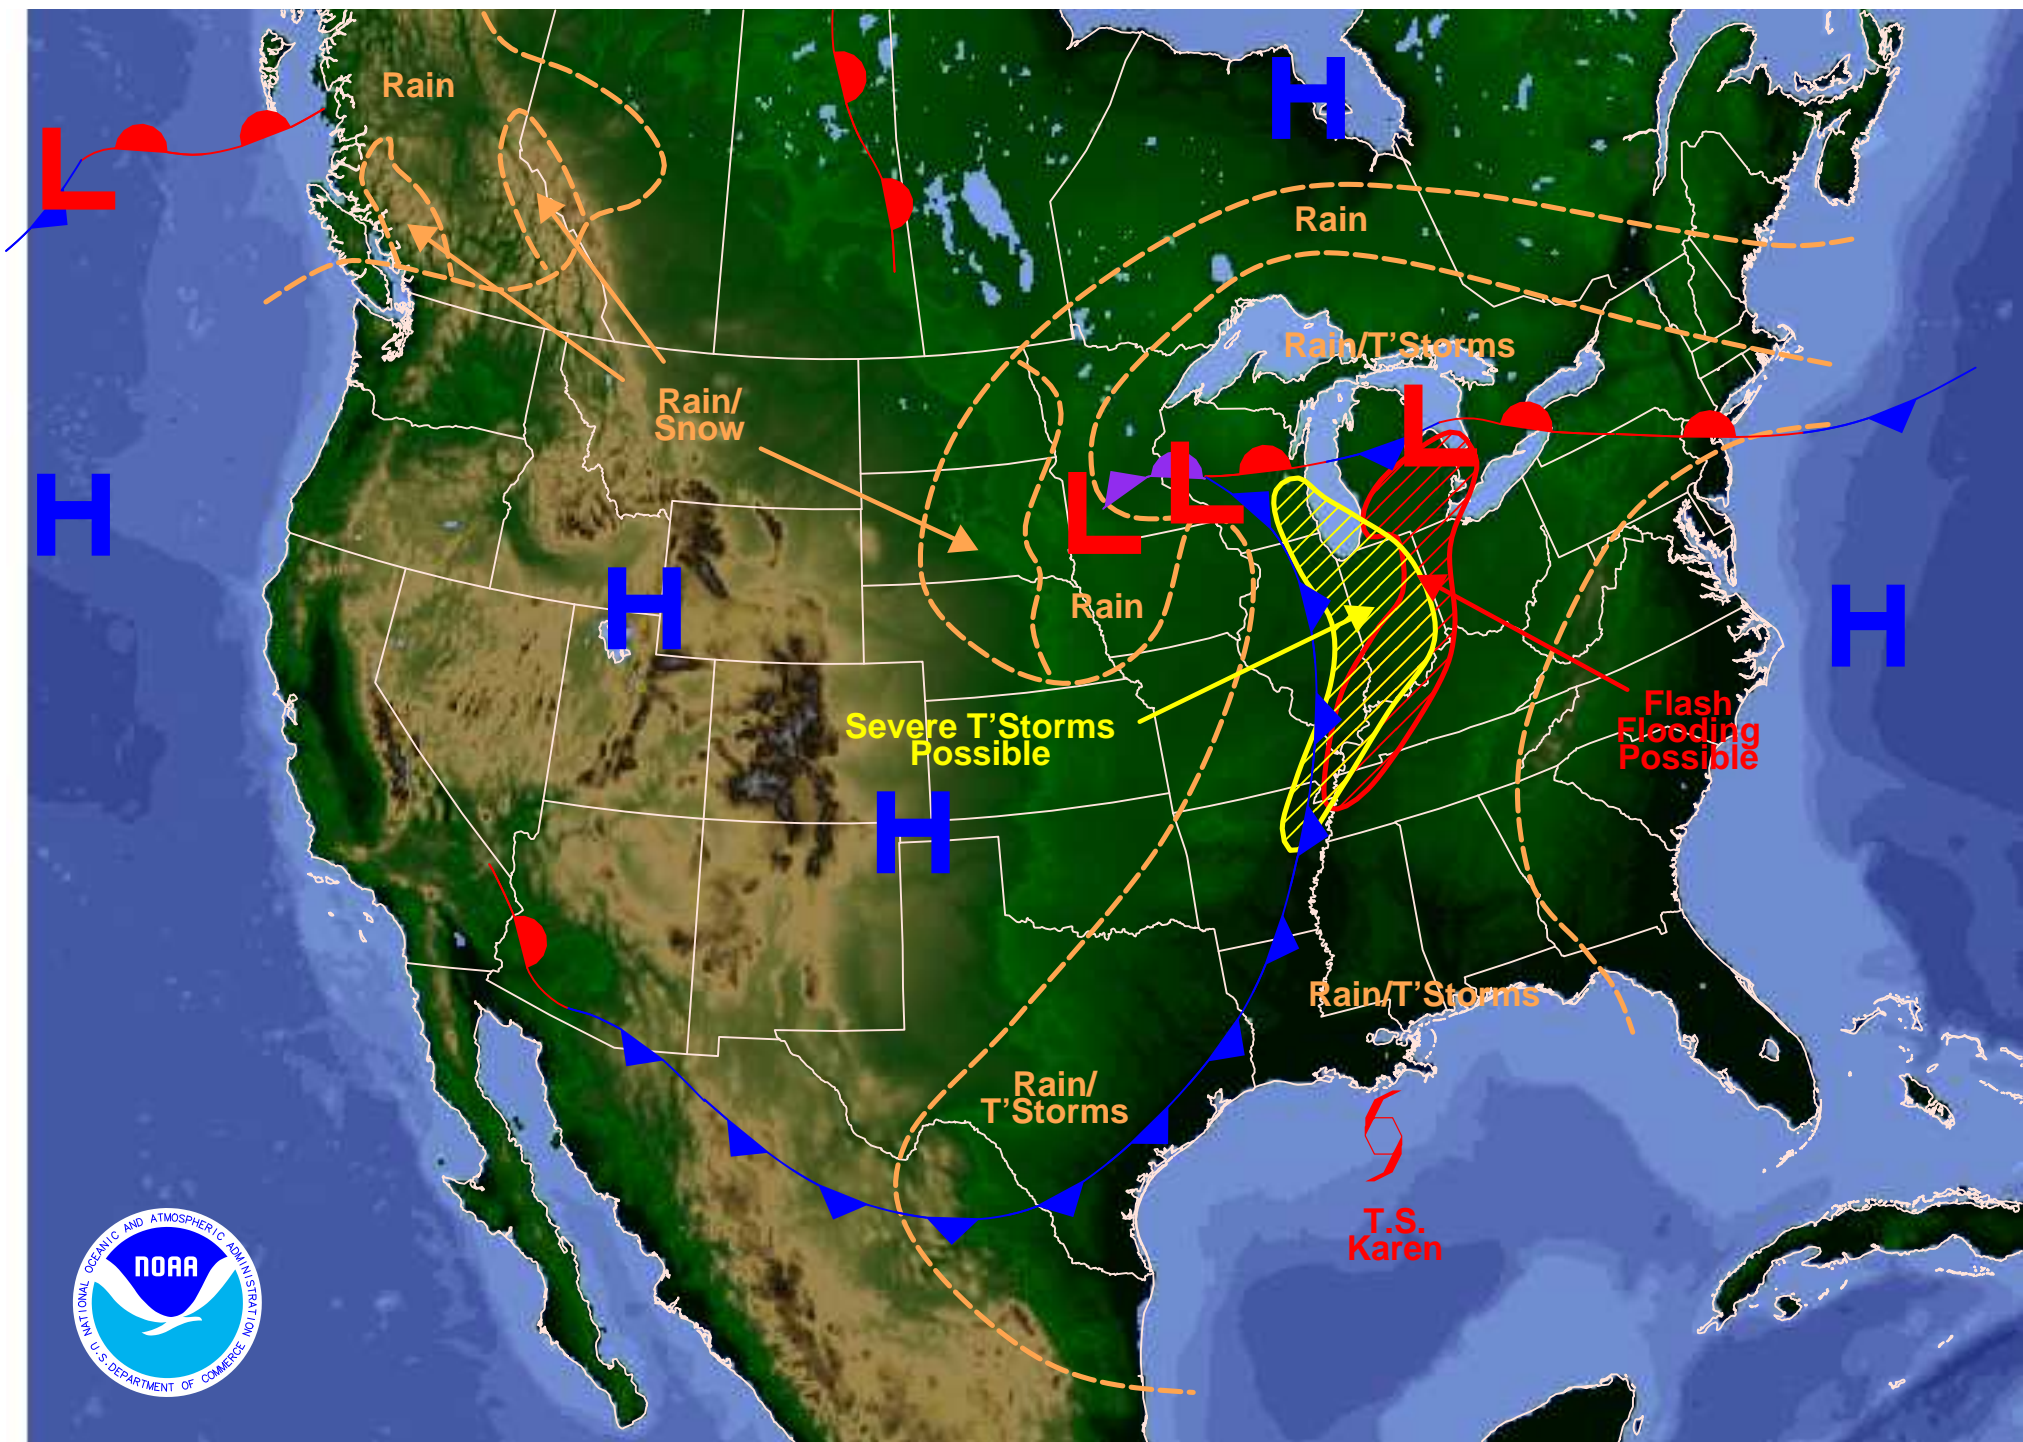 H
Rain
L
Rain
Rain/T'Storms
Rain/
Snow
L
L
L
H
H
H
Rain
Severe T'Storms
Possible
Flash
Flooding
Possible
H
Rain/T'Storms
Rain/
T'Storms
T.S.
Karen
NATIONAL OCEANIC AND ATMOSPHERIC ADMINISTRATION
NOAA
U.S. DEPARTMENT OF COMMERCE